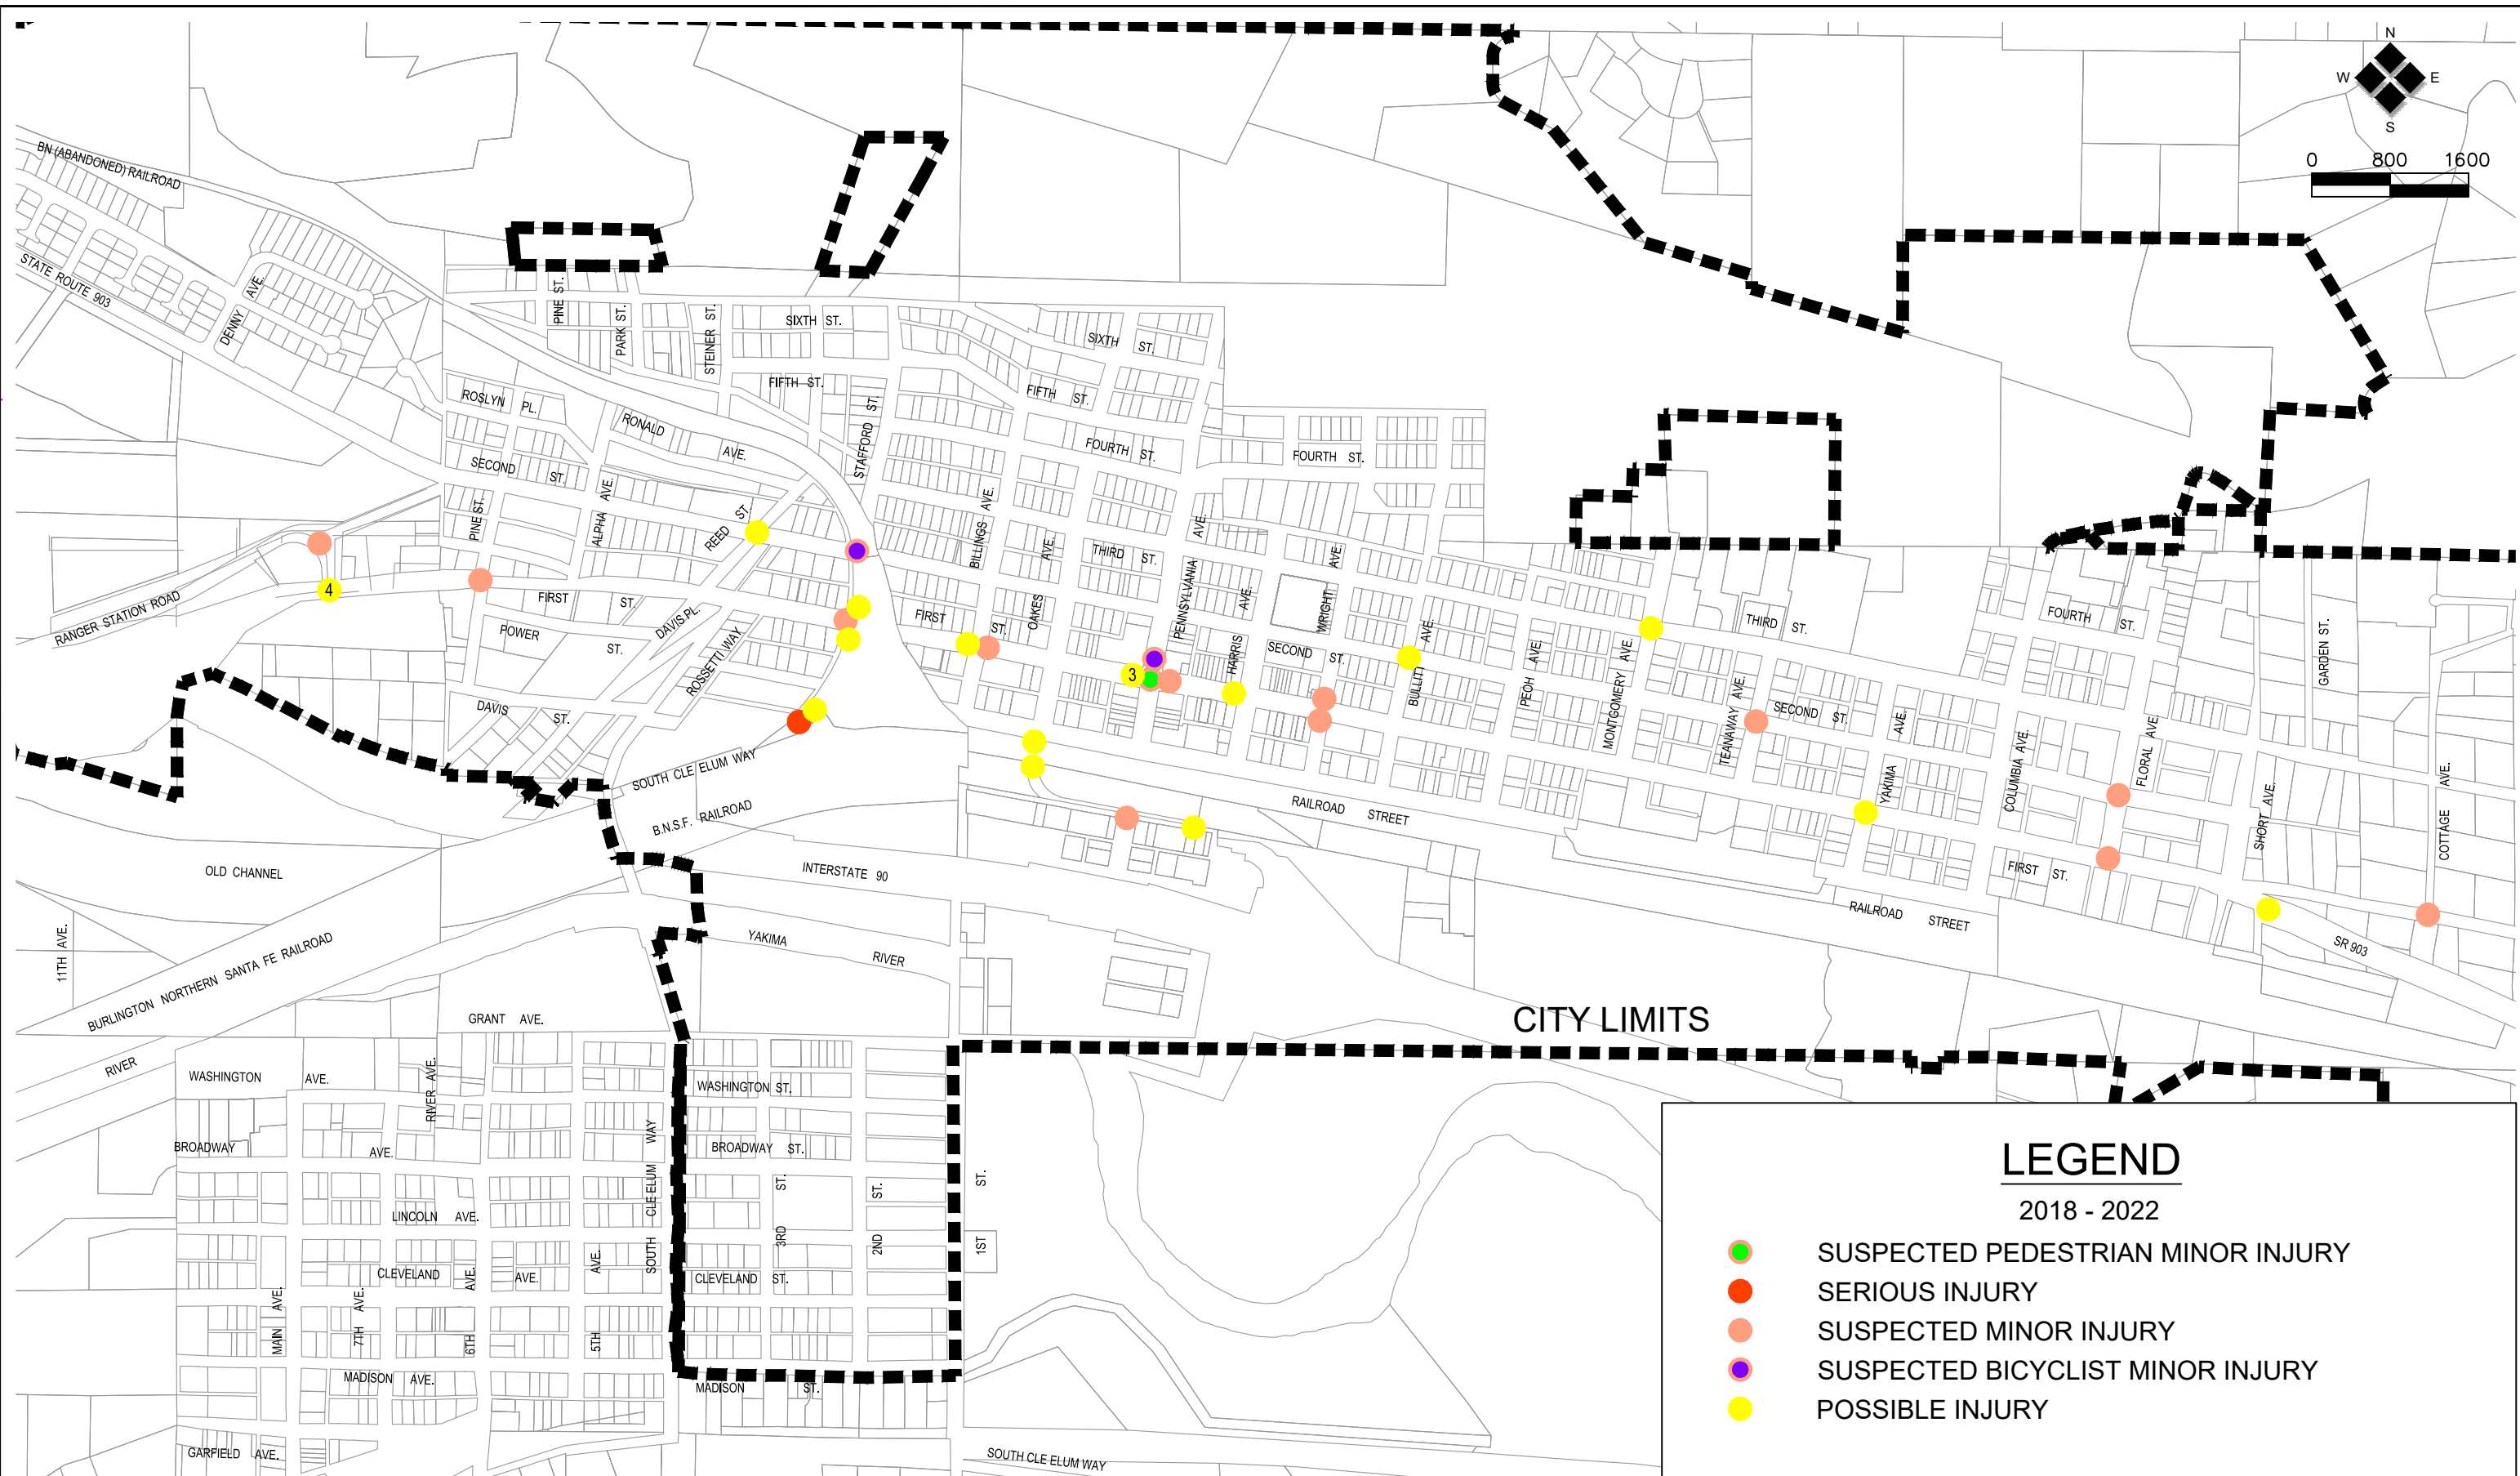 N
W E
S
0 800 1600
BN (ABANDONED) RAILROAD
STATE ROUTE 903
DENNY AVE.
PINE ST.
PARK ST.
STEINER ST.
SIXTH ST.
SIXTH ST.
FIFTH ST.
FIFTH ST.
ROSLYN PL.
RONALD AVE.
STAFFORD ST.
FOURTH ST.
FOURTH ST.
SECOND ST.
PINE ST.
ALPHA AVE.
REED ST.
BILLINGS AVE.
OAKES AVE.
THIRD ST.
PENNSYLVANIA AVE.
HARRIS AVE.
WRIGHT AVE.
RANGER STATION ROAD
4
FIRST ST.
POWER ST.
DAVIS PL.
ROSSETTI WAY
FIRST ST.
3
SECOND ST.
BULLITT AVE.
PEOH AVE.
MONTGOMERY AVE.
TEANAWAY AVE.
THIRD ST.
SECOND ST.
YAKIMA AVE.
COLUMBIA AVE.
FOURTH ST.
FLORAL AVE
GARDEN ST.
SHORT AVE.
COTTAGE AVE.
DAVIS ST.
SOUTH CLE ELUM WAY
B.N.S.F. RAILROAD
RAILROAD STREET
INTERSTATE 90
OLD CHANNEL
FIRST ST.
RAILROAD STREET
SR 903
11TH AVE.
BURLINGTON NORTHERN SANTA FE RAILROAD
YAKIMA RIVER
RIVER
CITY LIMITS
GRANT AVE.
WASHINGTON AVE.
RIVER AVE.
WASHINGTON ST.
BROADWAY AVE.
BROADWAY ST.
SOUTH CLE ELUM WAY
LINCOLN AVE.
3RD ST.
2ND ST.
1ST ST.
CLEVELAND AVE.
CLEVELAND ST.
MAIN AVE.
7TH AVE.
6TH AVE.
5TH AVE.
MADISON AVE.
MADISON ST.
GARFIELD AVE.
SOUTH CLE ELUM WAY
LEGEND
2018 - 2022
SUSPECTED PEDESTRIAN MINOR INJURY
SERIOUS INJURY
SUSPECTED MINOR INJURY
SUSPECTED BICYCLIST MINOR INJURY
POSSIBLE INJURY